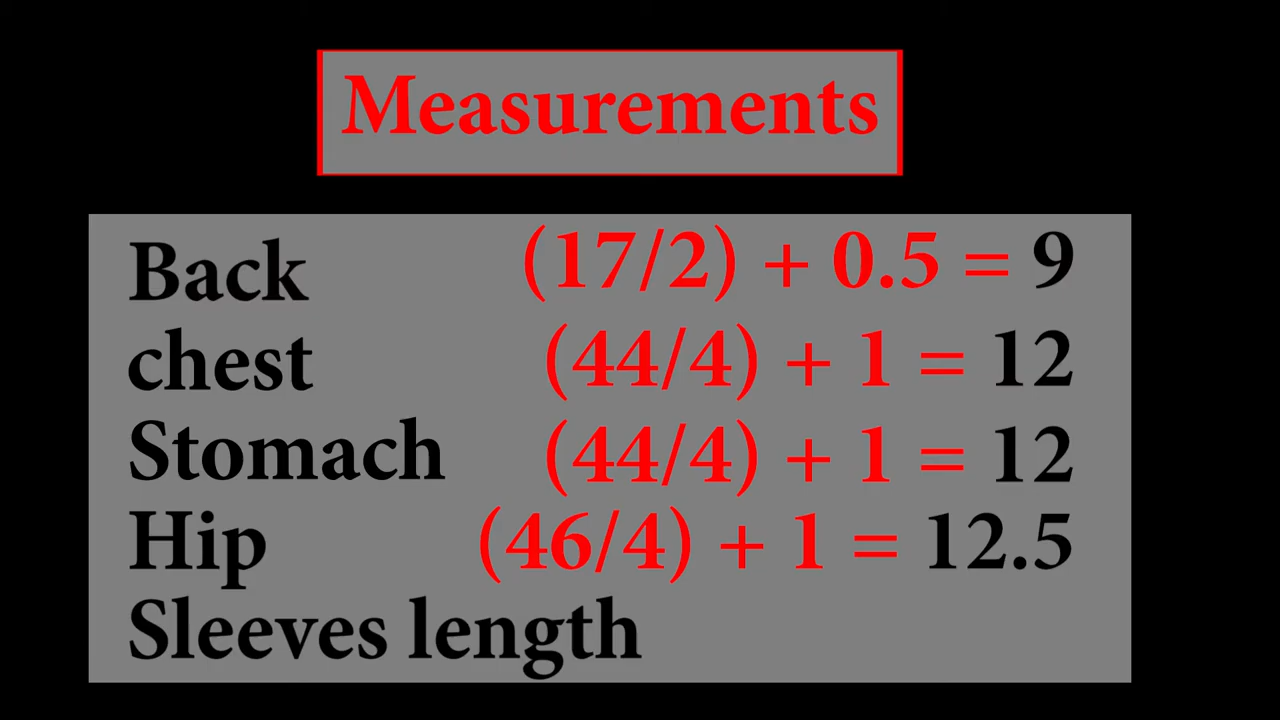 Measurements
Back (17/2) + 0.5 = 9
chest (44/4) + 1 = 12
Stomach (44/4) + 1 = 12
Hip (46/4) + 1 = 12.5
Sleeves length